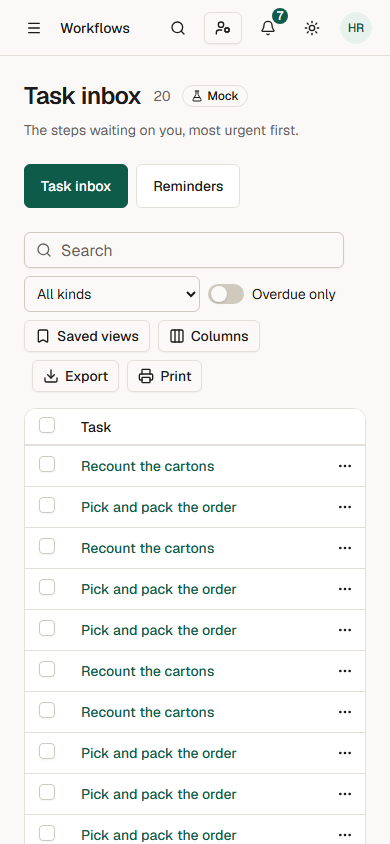 Workflows
7
HR
Task inbox 20 Mock
The steps waiting on you, most urgent first.
Task inbox Reminders
Search
All kinds Overdue only
Saved views Columns
Export Print
Task
Recount the cartons
Pick and pack the order
Recount the cartons
Pick and pack the order
Pick and pack the order
Recount the cartons
Recount the cartons
Pick and pack the order
Pick and pack the order
Pick and pack the order